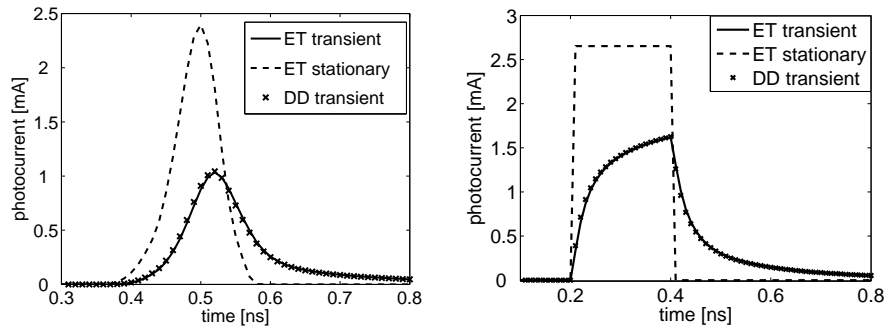 2.5
2
1.5
1
0.5
0
photocurrent [mA]
0.3 0.4 0.5 0.6 0.7 0.8
time [ns]
ET transient
ET stationary
DD transient
3
2.5
2
1.5
1
0.5
0
photocurrent [mA]
0.2 0.4 0.6 0.8
time [ns]
ET transient
ET stationary
DD transient